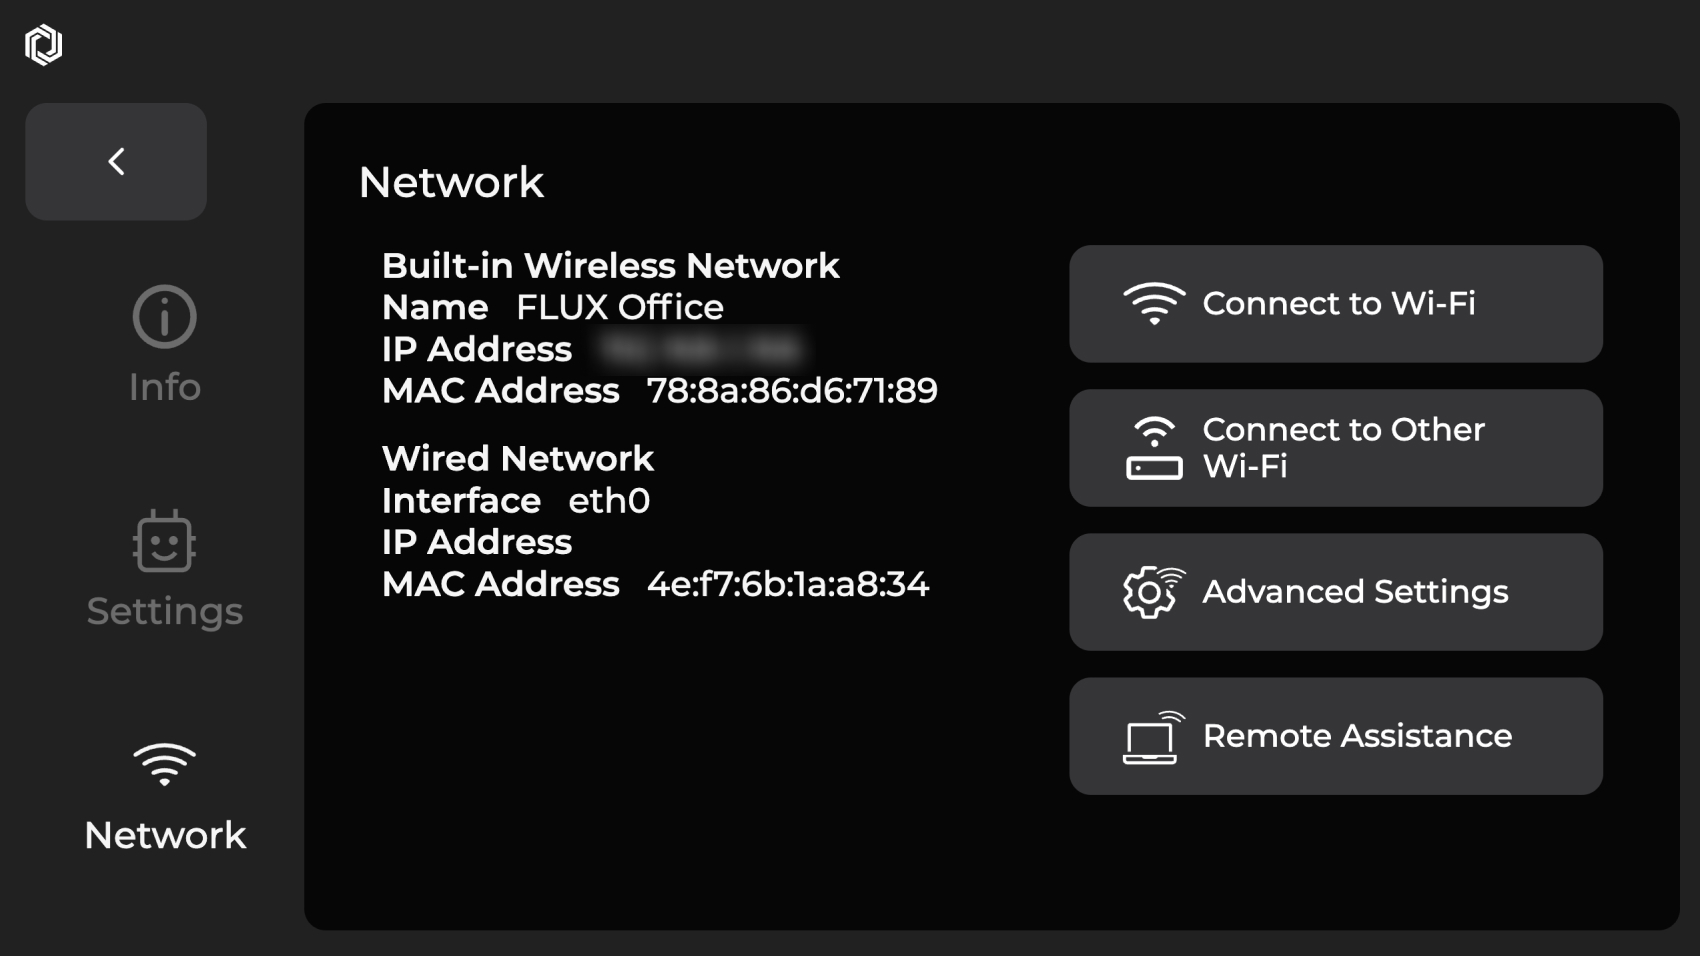 Network
Built-in Wireless Network
Name FLUX Office
IP Address
MAC Address 78:8a:86:d6:71:89
Wired Network
Interface eth0
IP Address
MAC Address 4e:f7:6b:1a:a8:34
Connect to Wi-Fi
Connect to Other
Wi-Fi
Advanced Settings
Remote Assistance
Info
Settings
Network